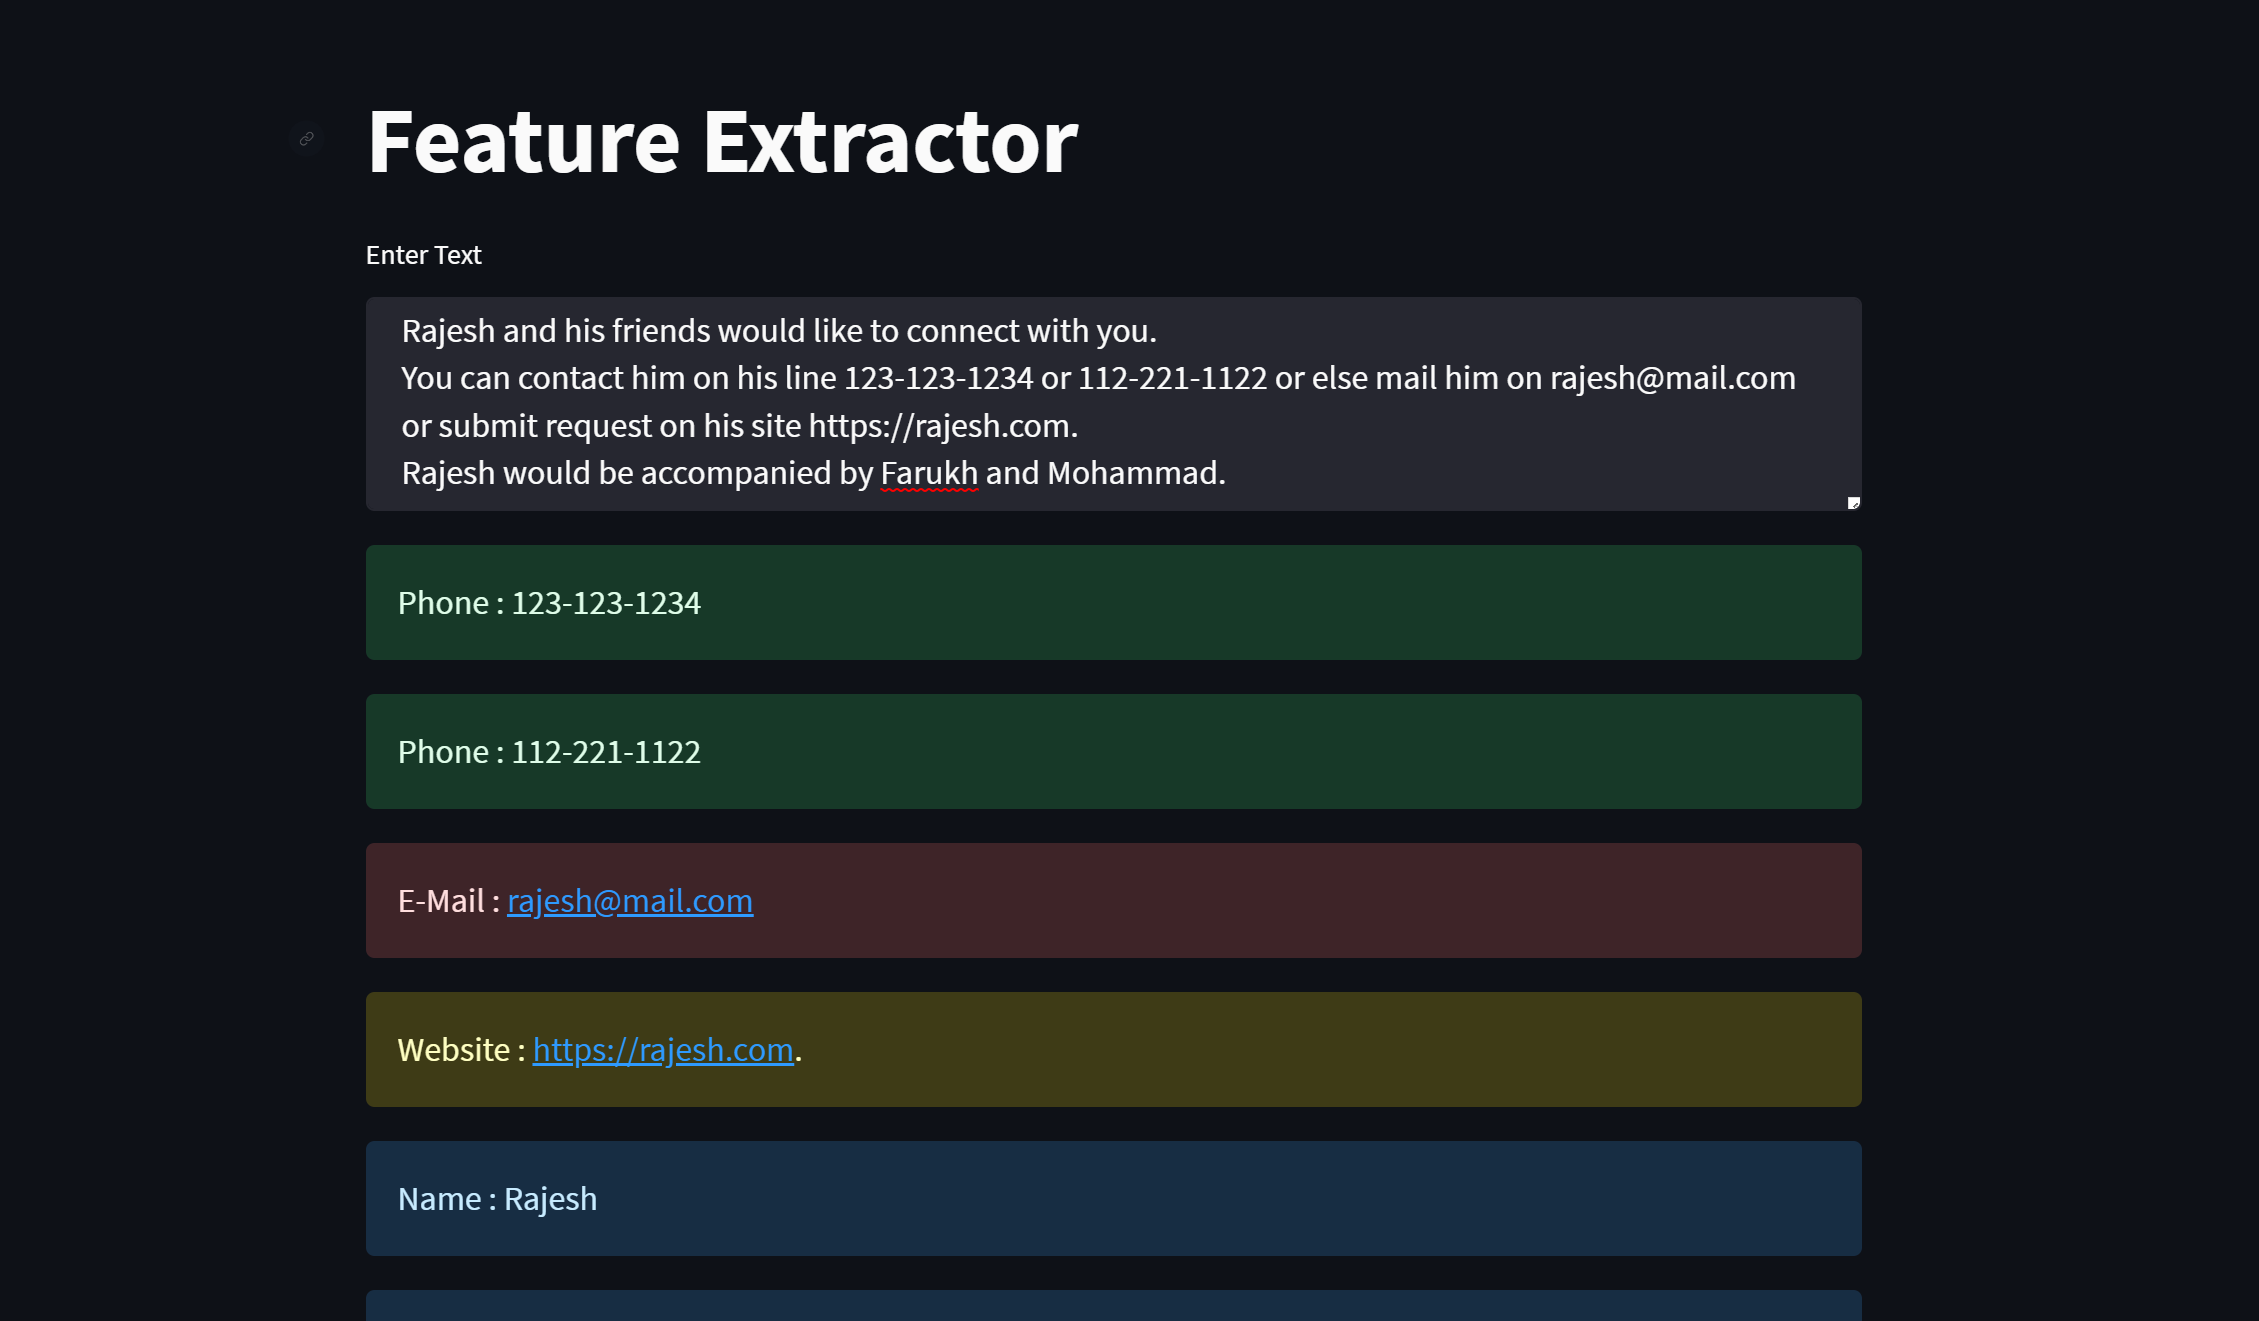 Feature Extractor
Enter Text
Rajesh and his friends would like to connect with you.
You can contact him on his line 123-123-1234 or 112-221-1122 or else mail him on rajesh@mail.com
or submit request on his site https://rajesh.com.
Rajesh would be accompanied by Farukh and Mohammad.
Phone : 123-123-1234
Phone : 112-221-1122
E-Mail : rajesh@mail.com
Website : https://rajesh.com.
Name : Rajesh